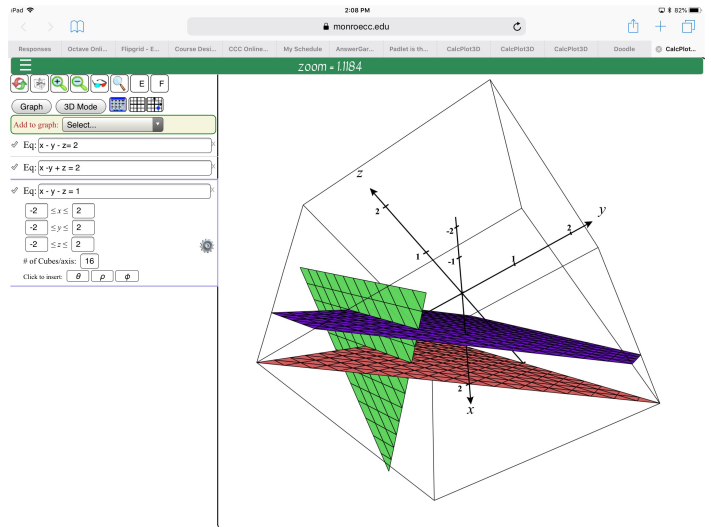 iPad 2:08 PM 82%
monroecc.edu
Responses Octave Onli... Flipgrid - E... Course Desi... CCC Online... My Schedule AnswerGar... Padlet is th... CalcPlot3D CalcPlot3D CalcPlot3D Doodle CalcPlot...
zoom = 1.1184
E F
Graph 3D Mode
Add to graph: Select...
Eq: x - y - z= 2 x
Eq: x -y + z = 2 x
Eq: x - y - z = 1 x
-2 ≤ x ≤ 2
-2 ≤ y ≤ 2
-2 ≤ z ≤ 2
# of Cubes/axis: 16
Click to insert: θ ρ φ
z
2
1
-2
-1
y
2
1
2
x